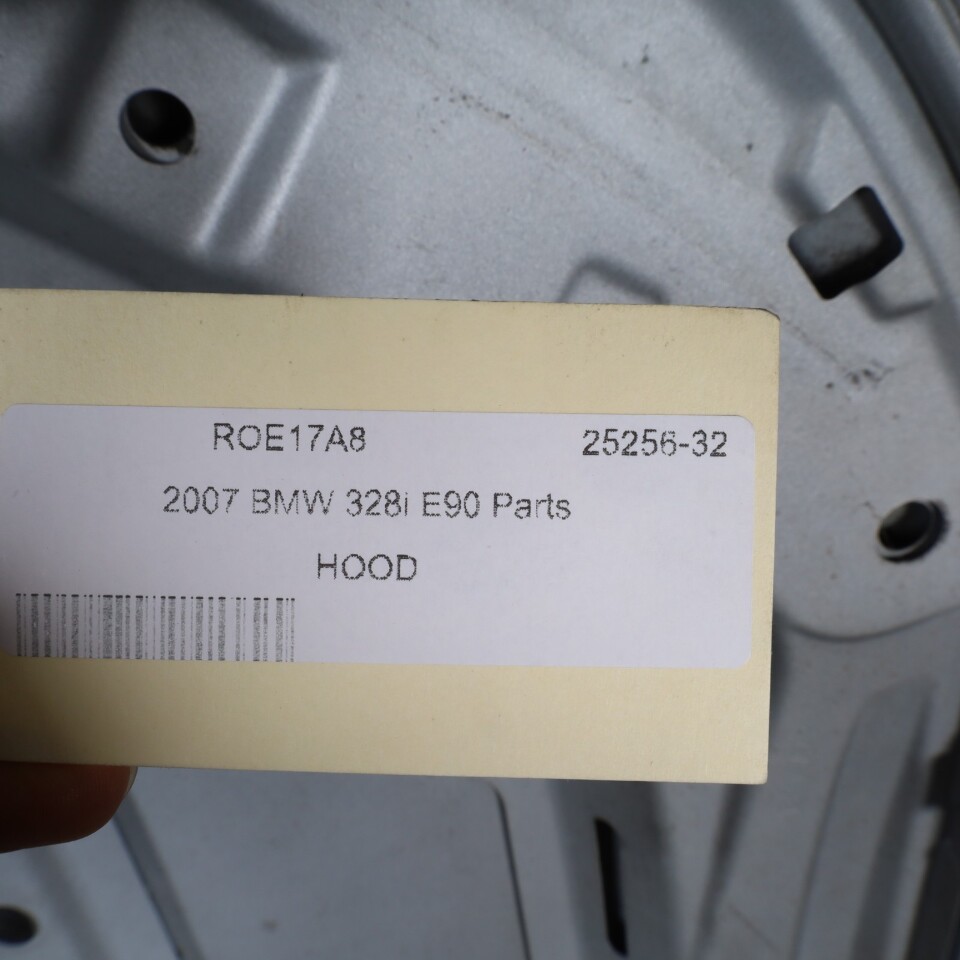 ROE17A8 25256-32
2007 BMW 328i E90 Parts
HOOD